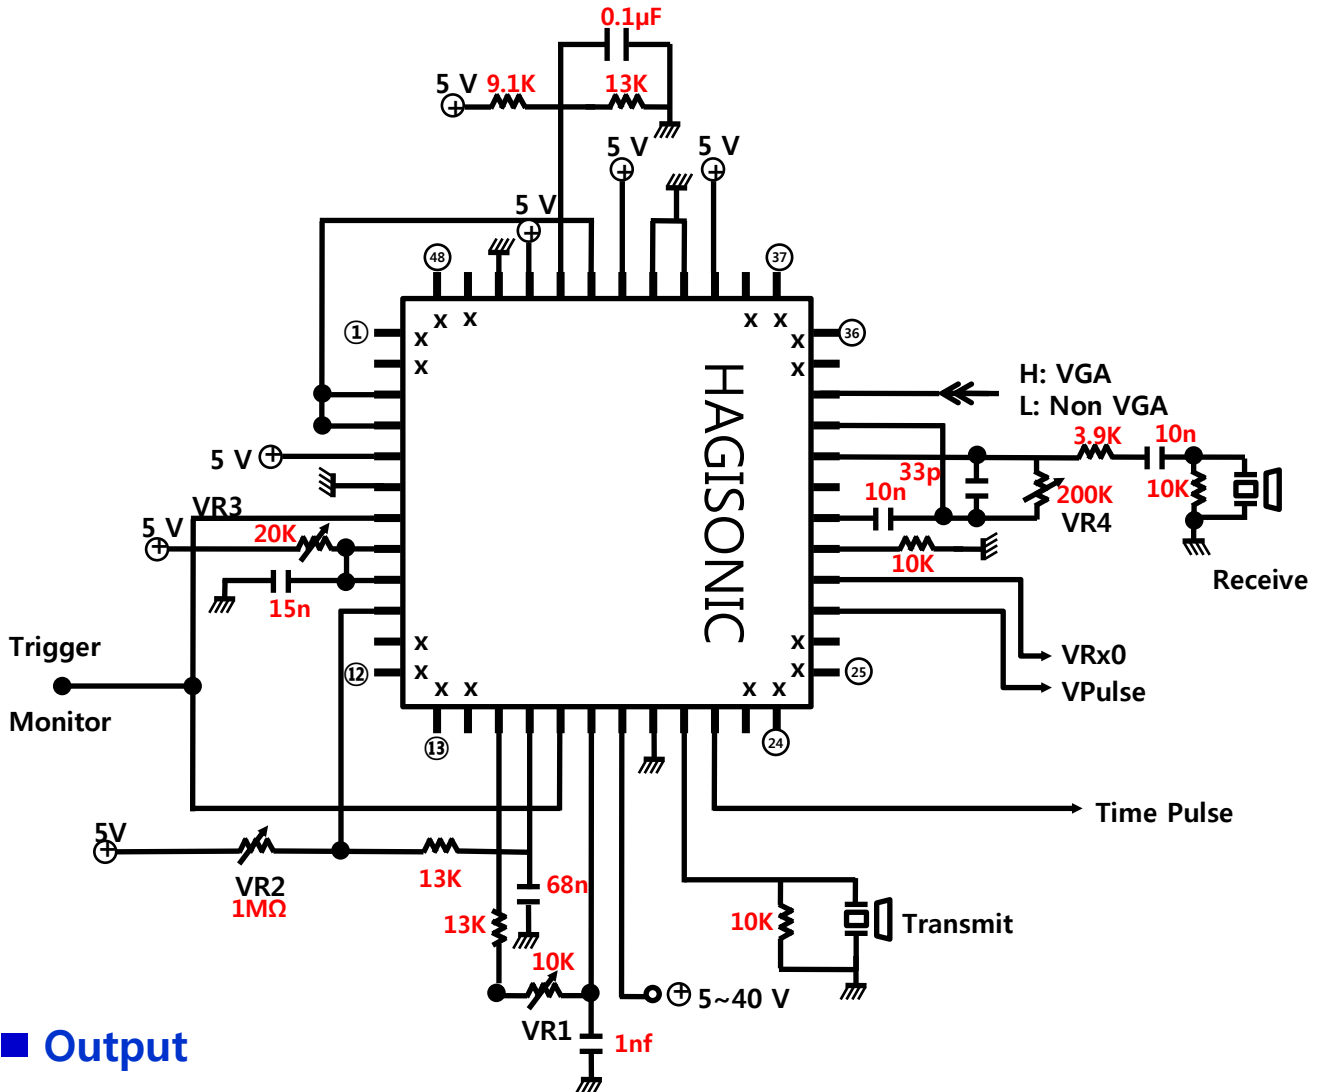 0.1µF
5 V
9.1K
13K
5 V
5 V
5 V
48
37
x
x
x
x
1
x
x
36
x
x
HAGISONIC
H: VGA
L: Non VGA
3.9K
10n
5 V
33p
10n
10K
200K
VR4
VR3
5 V
20K
10K
Receive
15n
Trigger
Monitor
x
x
12
x
x
25
VRx0
VPulse
x
x
x
x
13
24
5V
Time Pulse
VR2
1MΩ
13K
68n
13K
10K
10K
Transmit
5~40 V
VR1
1nf
Output